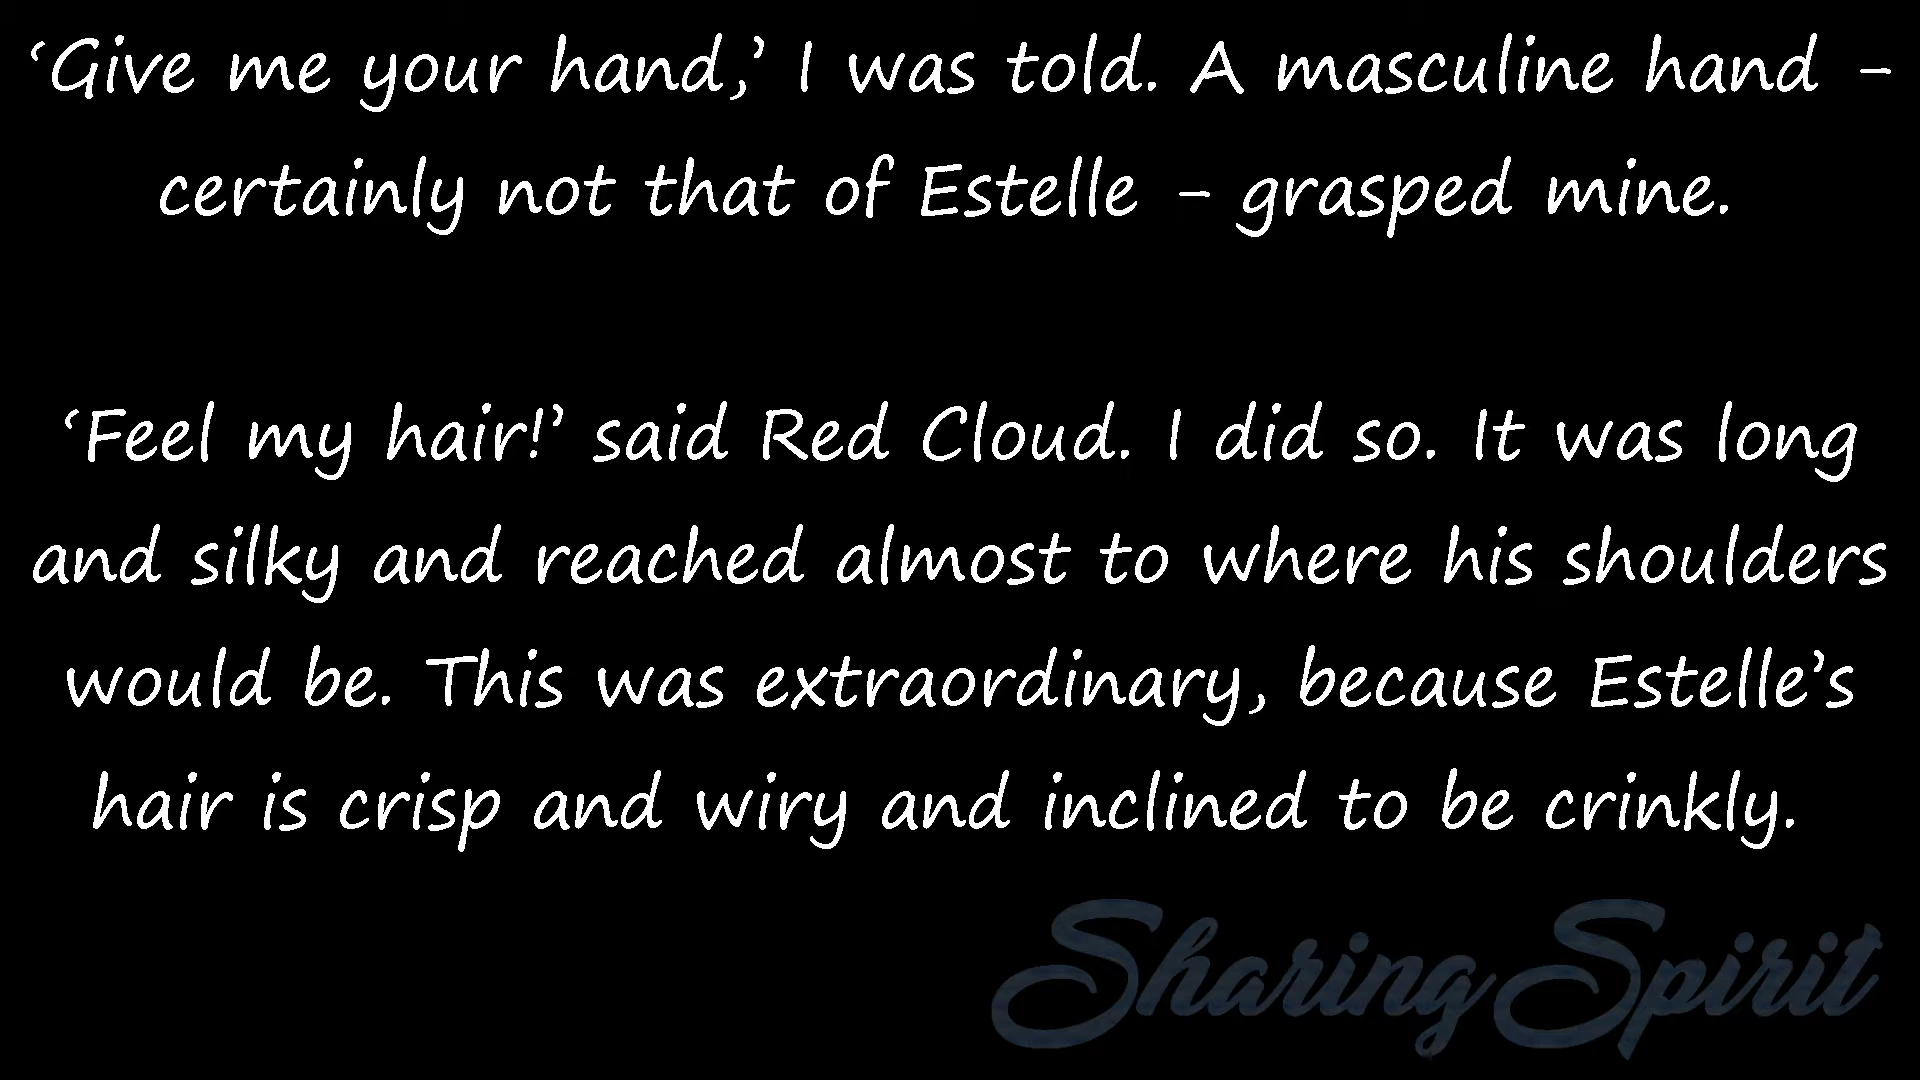 ‘Give me your hand,’ I was told. A masculine hand -
certainly not that of Estelle - grasped mine.
‘Feel my hair!’ said Red Cloud. I did so. It was long
and silky and reached almost to where his shoulders
would be. This was extraordinary, because Estelle’s
hair is crisp and wiry and inclined to be crinkly.
Sharing Spirit